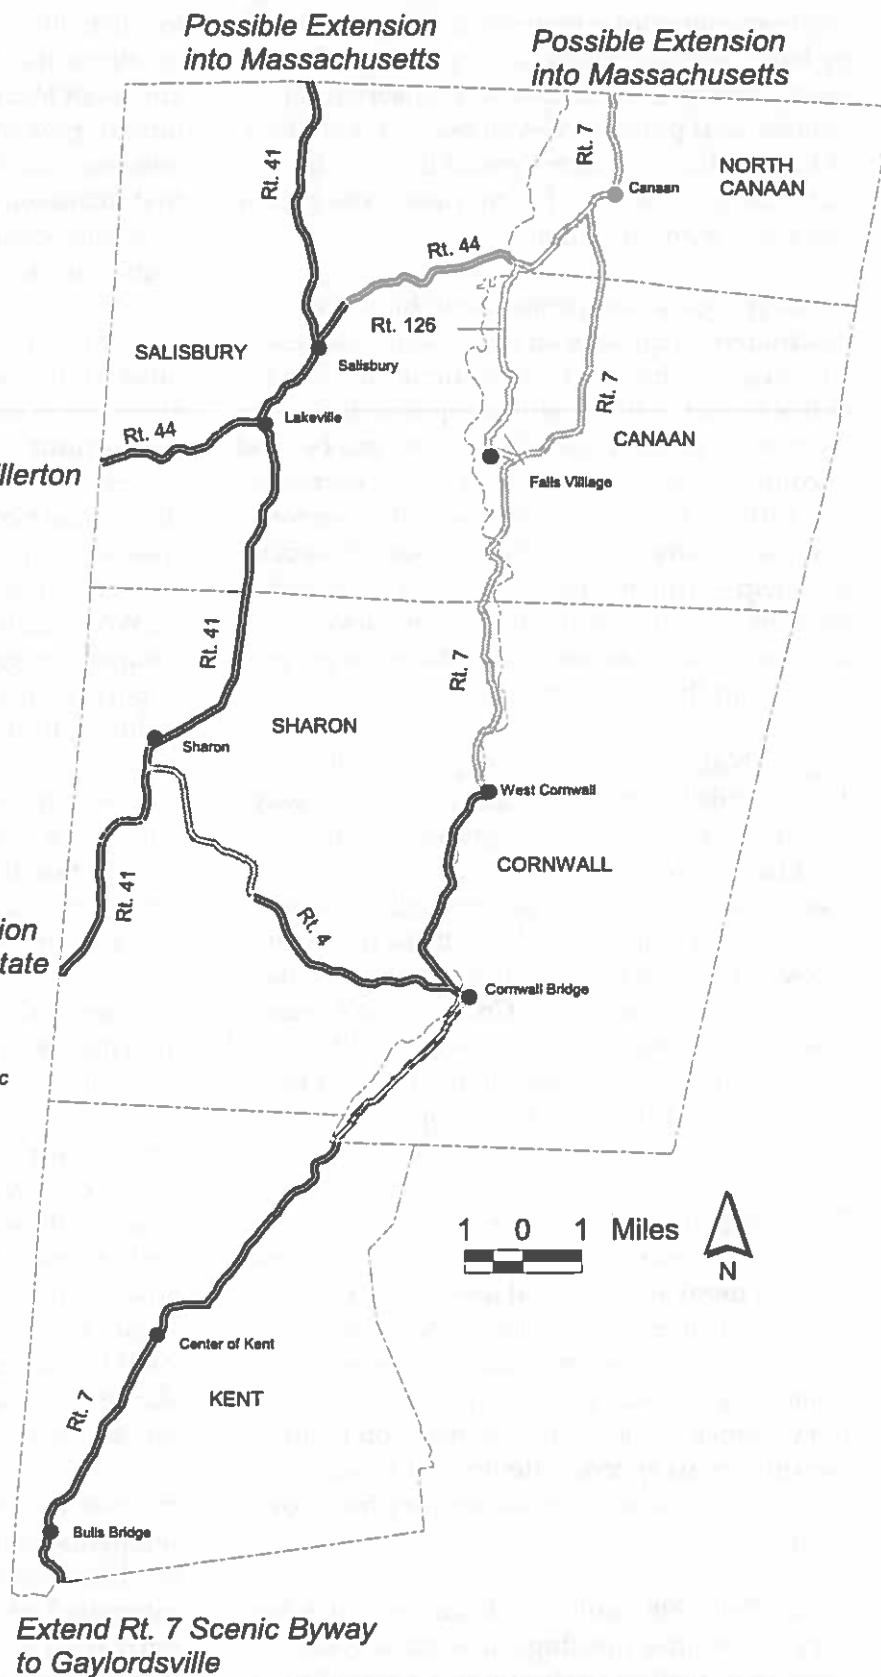 Possible Extension
into Massachusetts
Possible Extension
into Massachusetts
Rt. 41
Rt. 7
NORTH
CANAAN
Canaan
Rt. 44
Rt. 126
SALISBURY
Salisbury
Rt. 7
Lakeville
Rt. 44
CANAAN
llerton
Falls Village
Rt. 41
Rt. 7
SHARON
Sharon
West Cornwall
CORNWALL
Rt. 41
Rt. 4
ion
tate
Cornwall Bridge
c
1 0 1 Miles
N
Center of Kent
KENT
Rt. 7
Bulls Bridge
Extend Rt. 7 Scenic Byway
to Gaylordsville